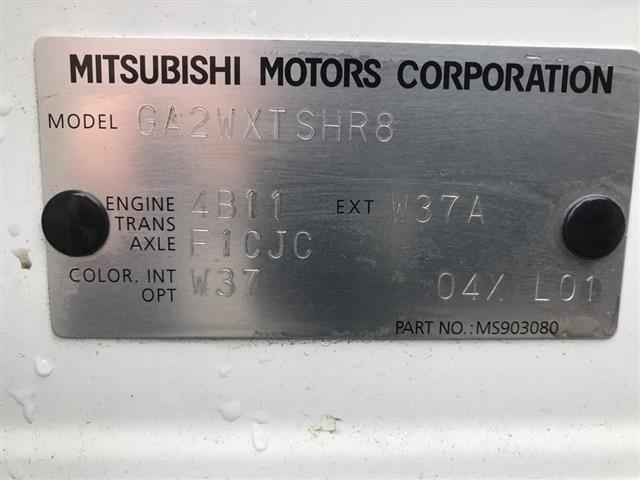 MITSUBISHI MOTORS CORPORATION
MODEL GA2WXTSHR8
ENGINE 4B11 EXT W37A
TRANS
AXLE F1CJC
COLOR. INT W37
OPT 04X L01
PART NO.:MS903080